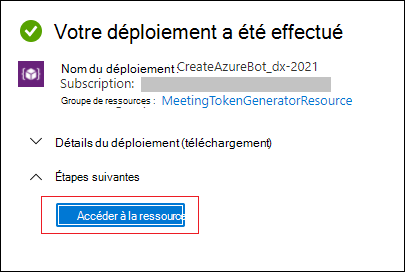 Votre déploiement a été effectué
Nom du déploiement:CreateAzureBot_dx-2021
Subscription:
Groupe de ressources : MeetingTokenGeneratorResource
Détails du déploiement (téléchargement)
Étapes suivantes
Accéder à la ressource